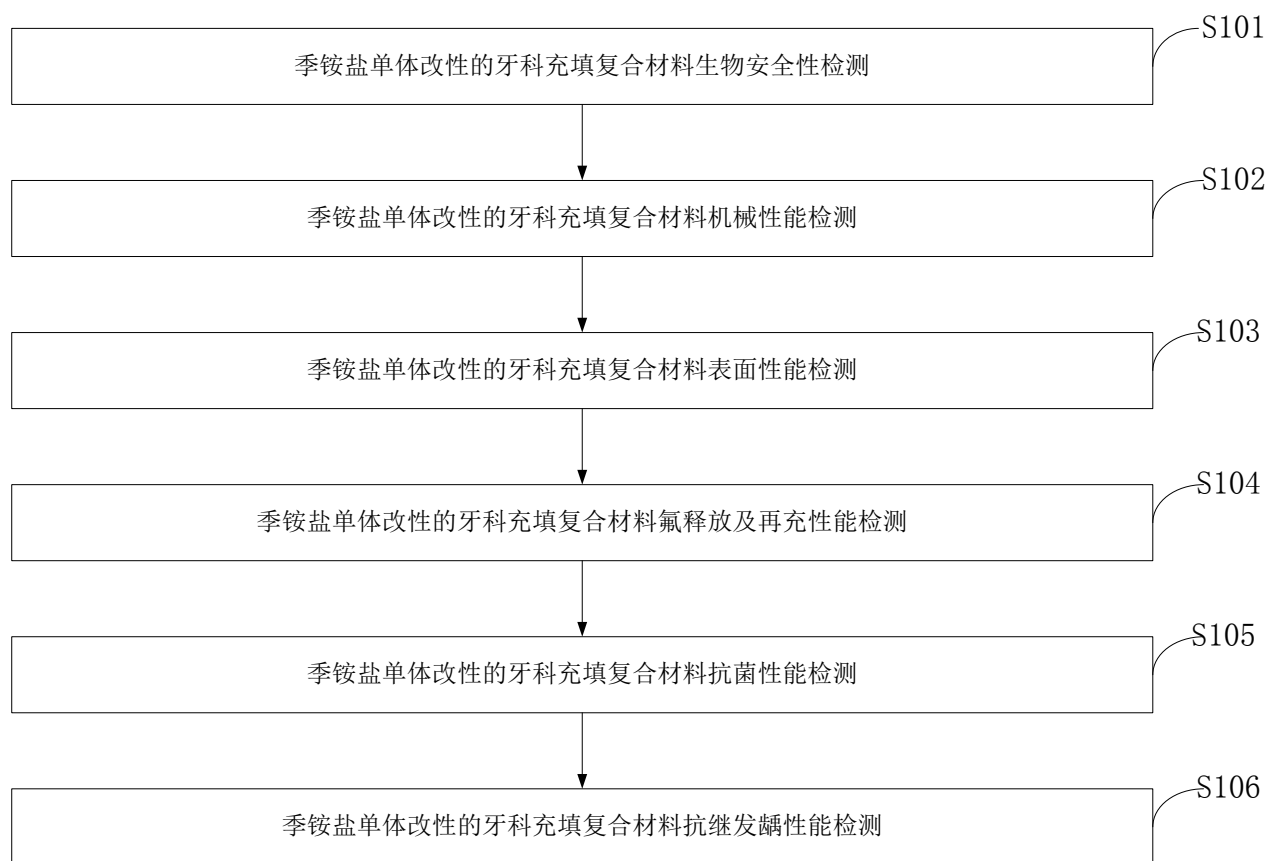 S101
季铵盐单体改性的牙科充填复合材料生物安全性检测
S102
季铵盐单体改性的牙科充填复合材料机械性能检测
S103
季铵盐单体改性的牙科充填复合材料表面性能检测
S104
季铵盐单体改性的牙科充填复合材料氟释放及再充性能检测
S105
季铵盐单体改性的牙科充填复合材料抗菌性能检测
S106
季铵盐单体改性的牙科充填复合材料抗继发龋性能检测